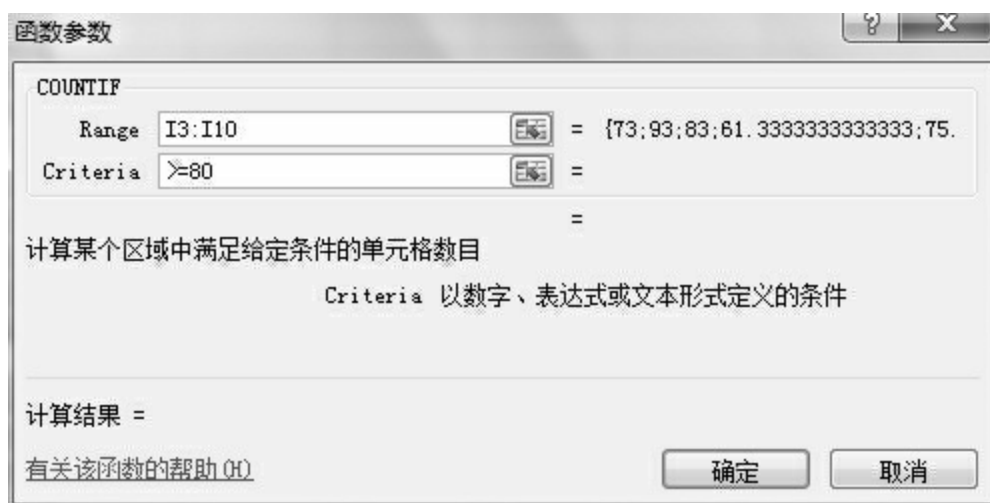 函数参数
COUNTIF
Range I3:I10 = {73;93;83;61.3333333333333;75.
Criteria >=80 =
=
计算某个区域中满足给定条件的单元格数目
Criteria 以数字、表达式或文本形式定义的条件
计算结果 =
有关该函数的帮助(H) 确定 取消